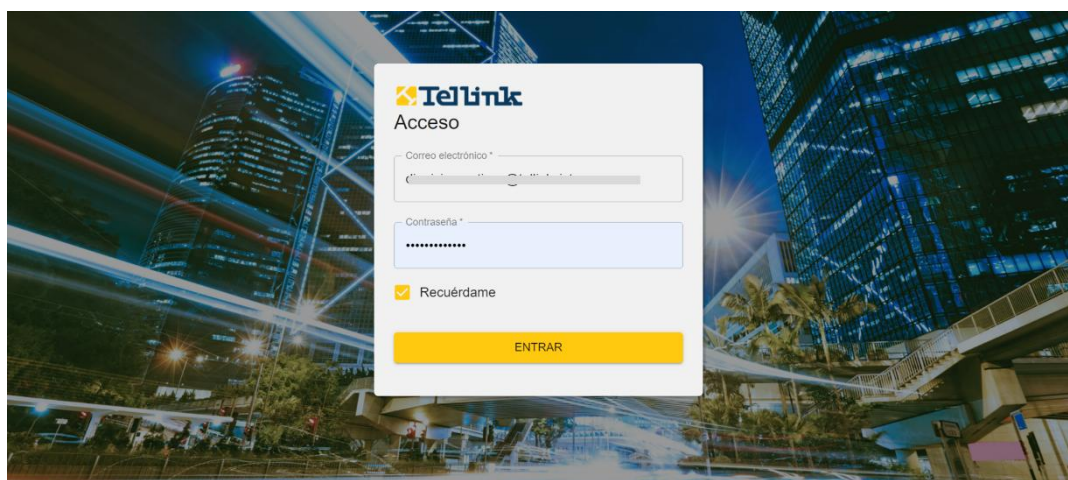 Tellink
Acceso
Correo electrónico *
Contraseña *
•••••••••••••
Recuérdame
ENTRAR